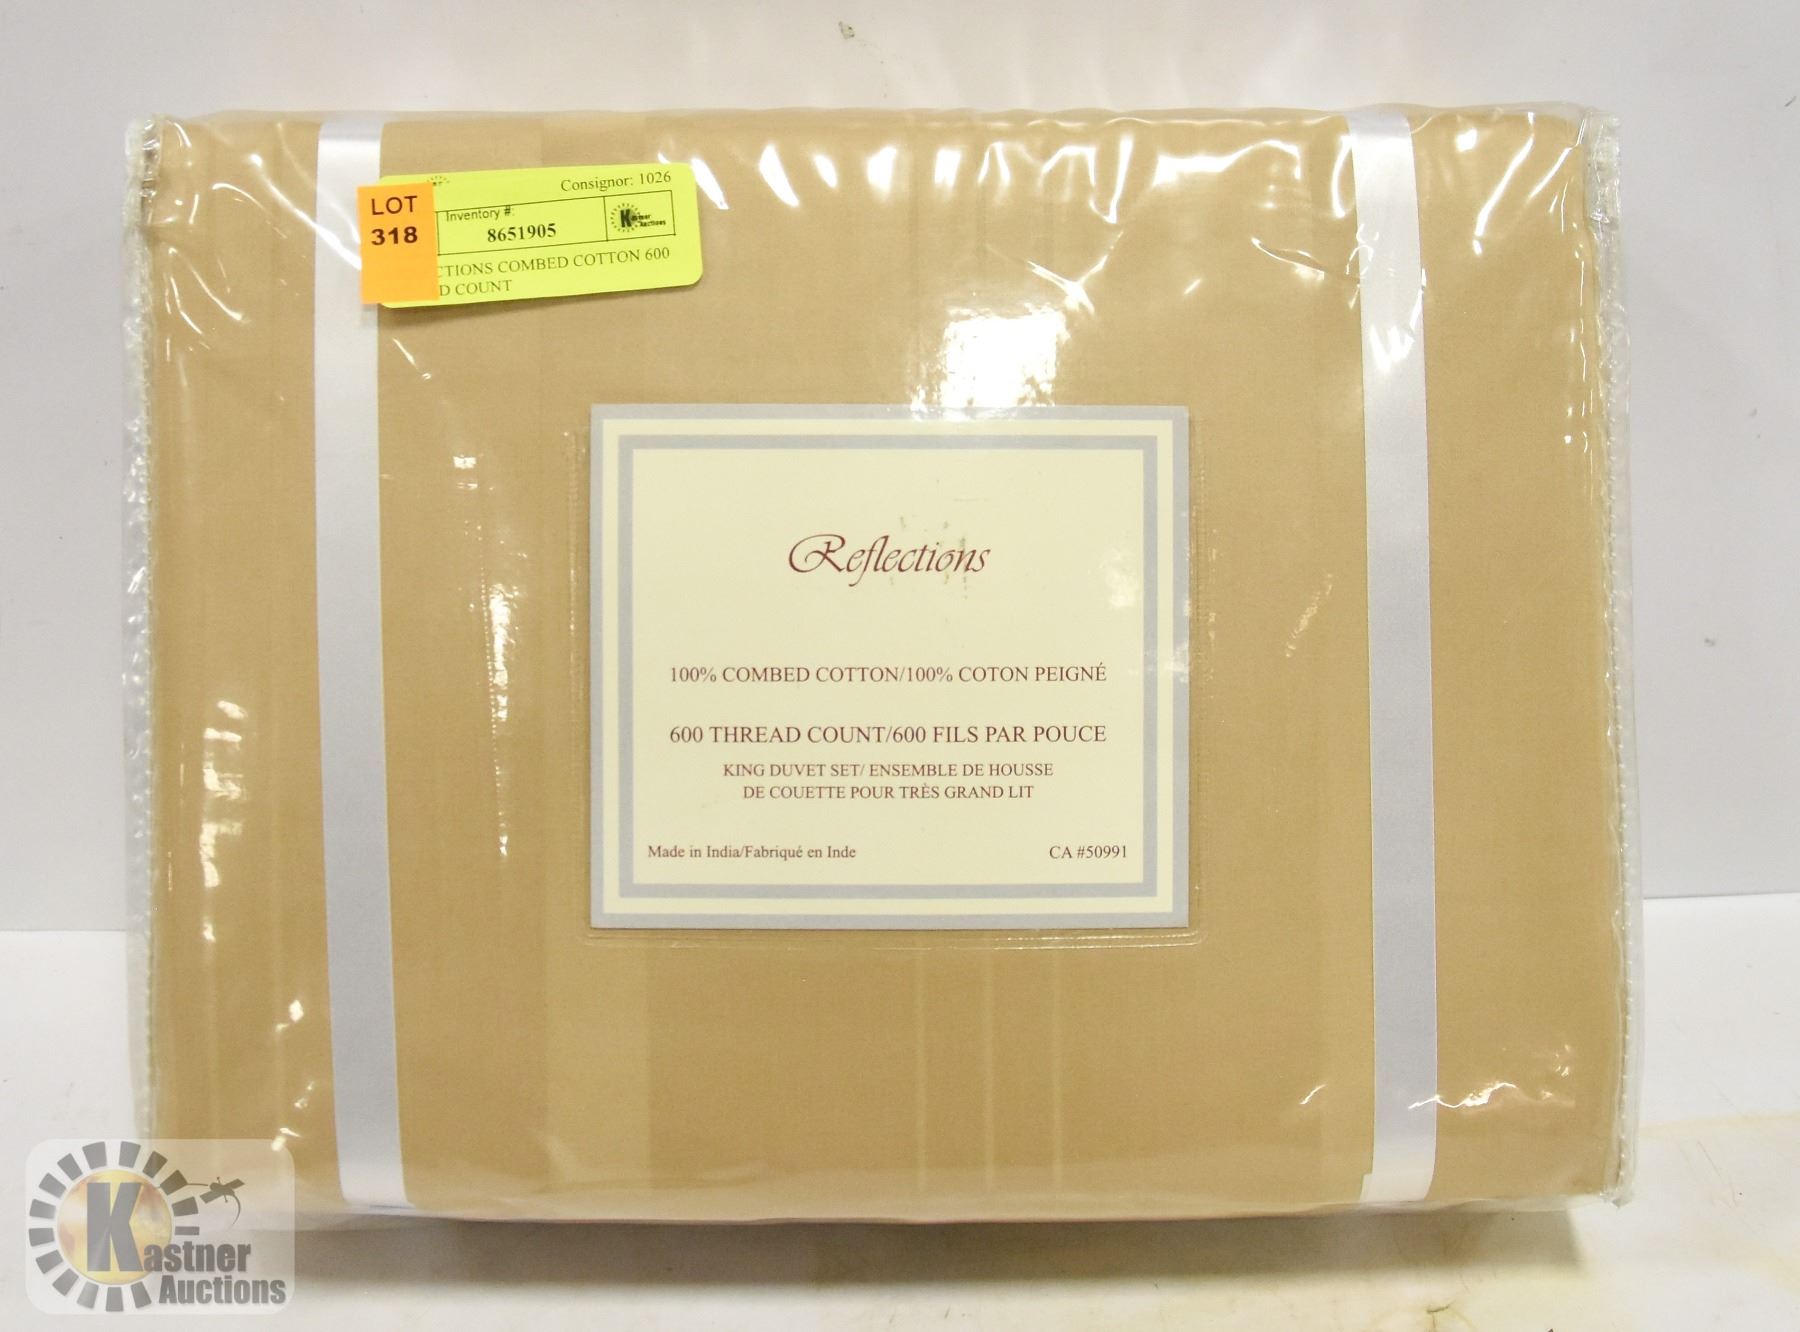 Consignor: 1026
LOT
318
Inventory #:
8651905
Kastner
Auctions
CTIONS COMBED COTTON 600
D COUNT
Reflections
100% COMBED COTTON/100% COTON PEIGNÉ
600 THREAD COUNT/600 FILS PAR POUCE
KING DUVET SET/ ENSEMBLE DE HOUSSE
DE COUETTE POUR TRÈS GRAND LIT
Made in India/Fabriqué en Inde CA #50991
Kastner
Auctions